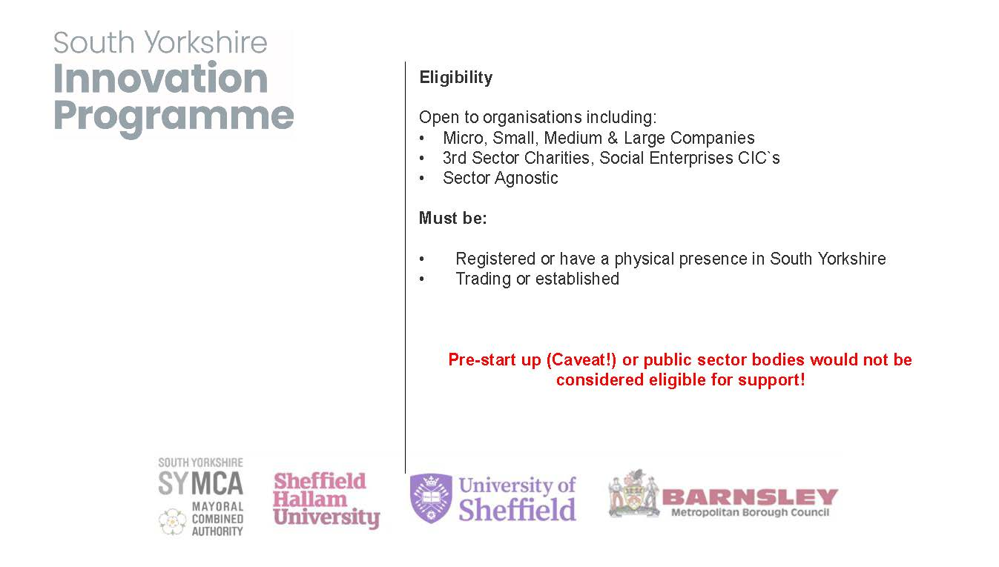 South Yorkshire
Innovation
Programme
Eligibility
Open to organisations including:
• Micro, Small, Medium & Large Companies
• 3rd Sector Charities, Social Enterprises CIC`s
• Sector Agnostic
Must be:
• Registered or have a physical presence in South Yorkshire
• Trading or established
Pre-start up (Caveat!) or public sector bodies would not be
considered eligible for support!
SOUTH YORKSHIRE
SYMCA
MAYORAL
COMBINED
AUTHORITY
Sheffield
Hallam
University
University of
Sheffield
BARNSLEY
Metropolitan Borough Council